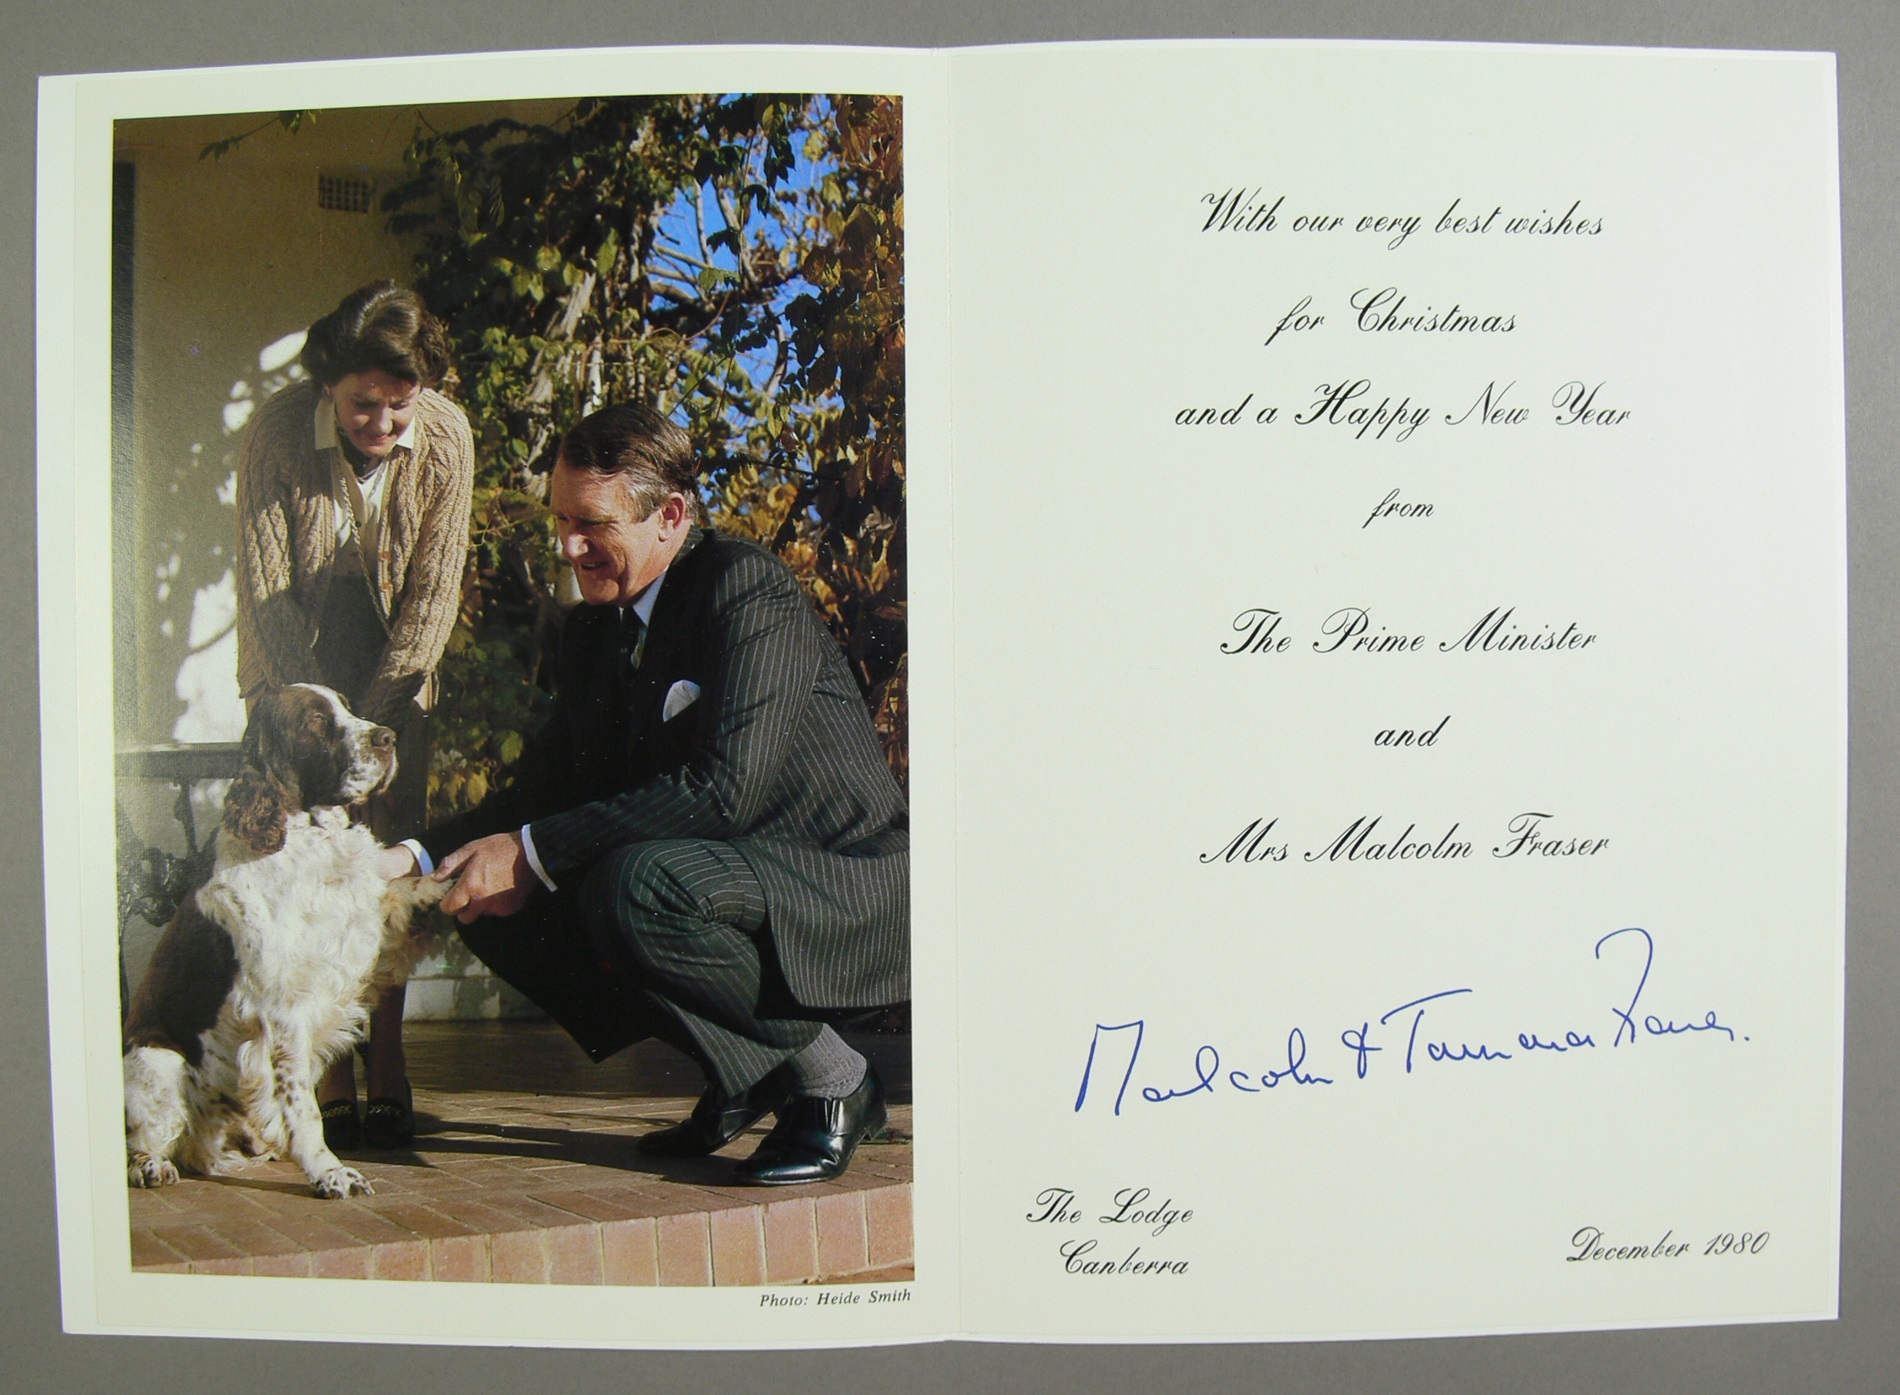 Photo: Heide Smith
With our very best wishes
for Christmas
and a Happy New Year
from
The Prime Minister
and
Mrs Malcolm Fraser
Malcolm & Tamara Fraser.
The Lodge
Canberra
December 1980